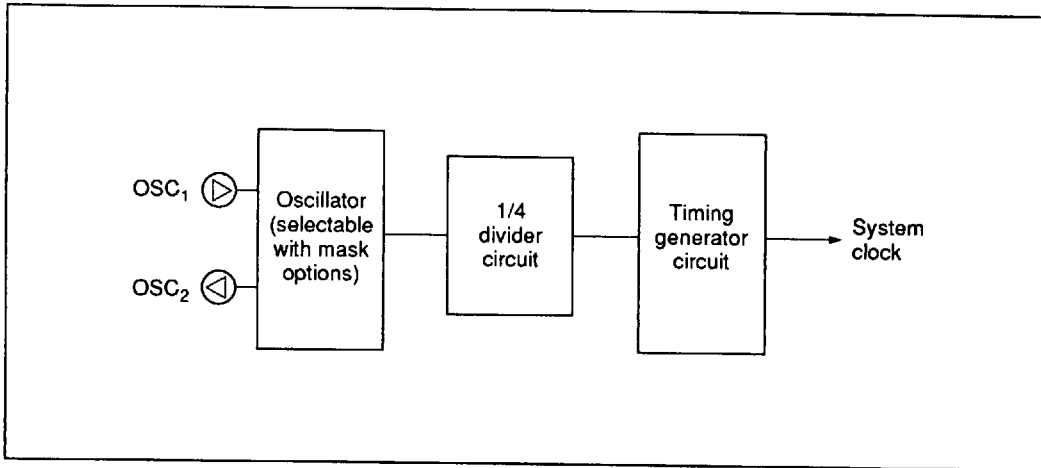 OSC₁
OSC₂
Oscillator
(selectable
with mask
options)
1/4
divider
circuit
Timing
generator
circuit
System
clock